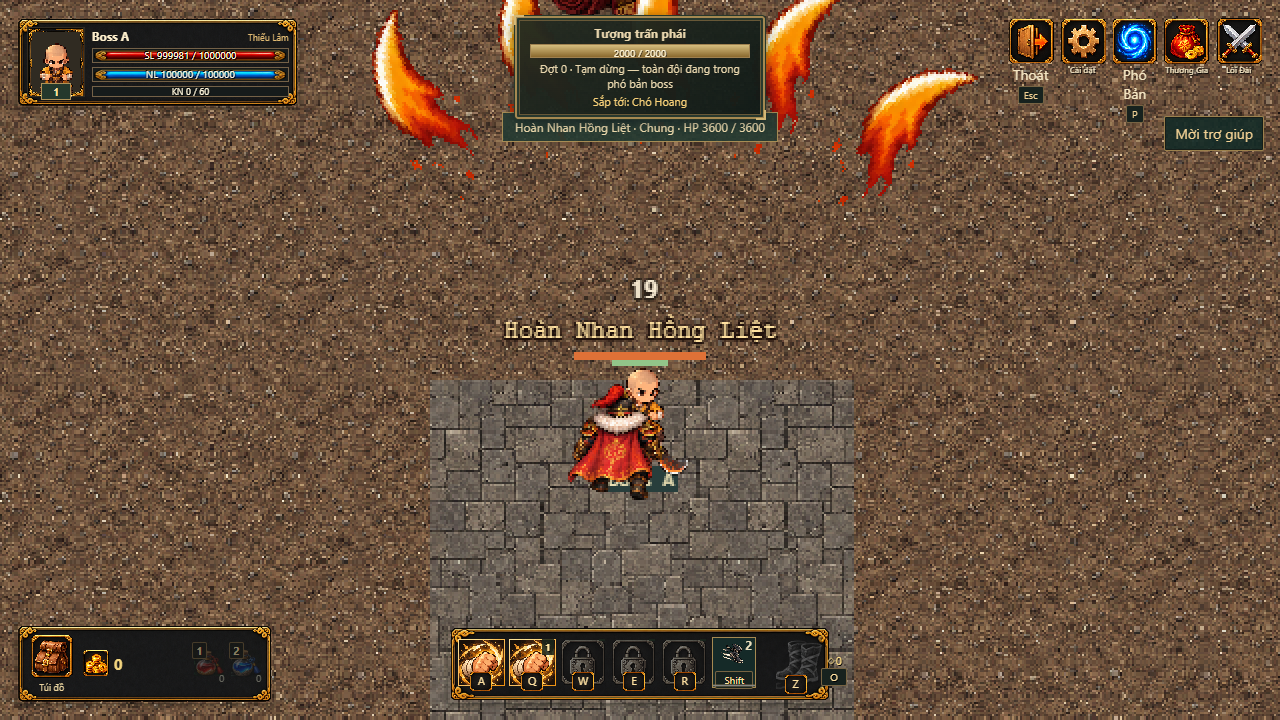 Boss A
Thiếu Lâm
SL 999981 / 1000000
NL 100000 / 100000
KN 0 / 60
1
Tượng trấn phái
2000 / 2000
Đợt 0 · Tạm dừng — toàn đội đang trong
phó bản boss
Sắp tới: Chó Hoang
Hoàn Nhan Hồng Liệt · Chung · HP 3600 / 3600
Thoát
Esc
Cài đặt
Phó
Bản
P
Thương Gia
Lôi Đài
Mời trợ giúp
19
Hoàn Nhan Hồng Liệt
A
0
Túi đồ
1
0
2
0
A
1
Q
W
E
R
2
Shift
Z
0
O